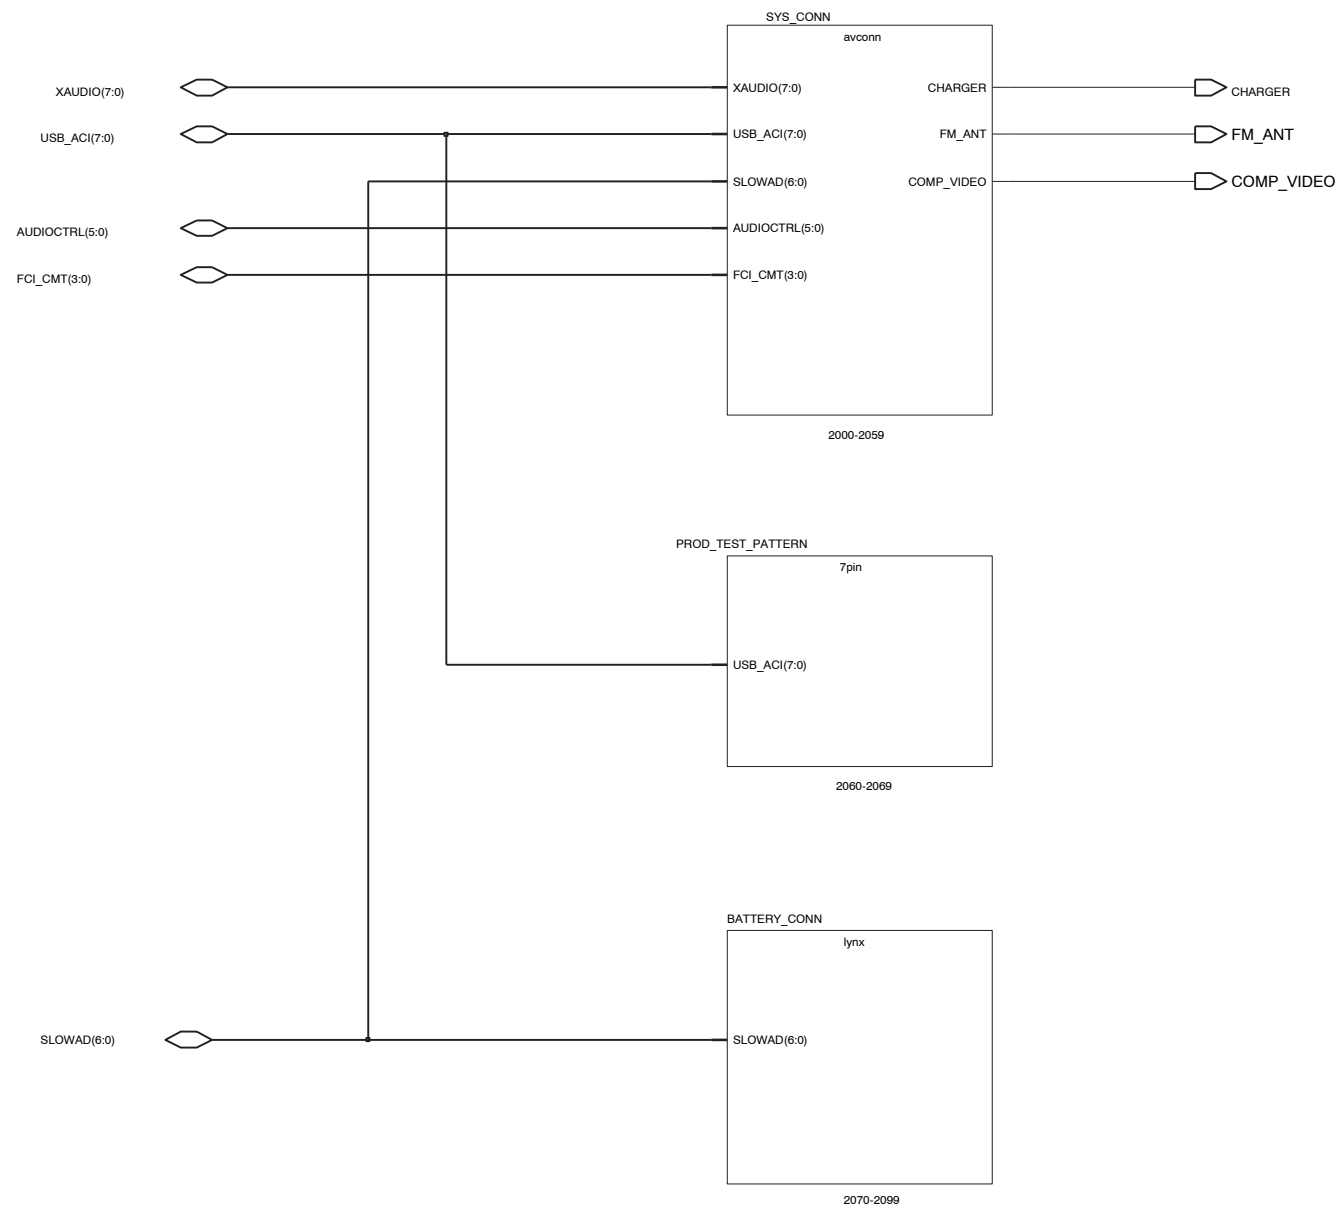 SYS_CONN
avconn
XAUDIO(7:0)
XAUDIO(7:0)
CHARGER
CHARGER
USB_ACI(7:0)
USB_ACI(7:0)
FM_ANT
FM_ANT
SLOWAD(6:0)
COMP_VIDEO
COMP_VIDEO
AUDIOCTRL(5:0)
AUDIOCTRL(5:0)
FCI_CMT(3:0)
FCI_CMT(3:0)
2000-2059
PROD_TEST_PATTERN
7pin
USB_ACI(7:0)
2060-2069
BATTERY_CONN
lynx
SLOWAD(6:0)
SLOWAD(6:0)
2070-2099